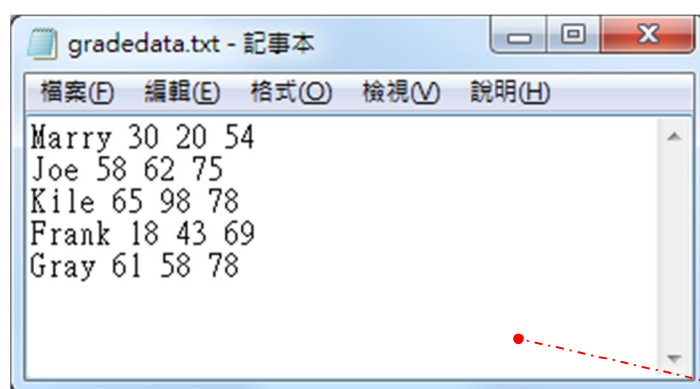 gradedata.txt - 記事本
檔案(F) 編輯(E) 格式(O) 檢視(V) 說明(H)
Marry 30 20 54
Joe 58 62 75
Kile 65 98 78
Frank 18 43 69
Gray 61 58 78